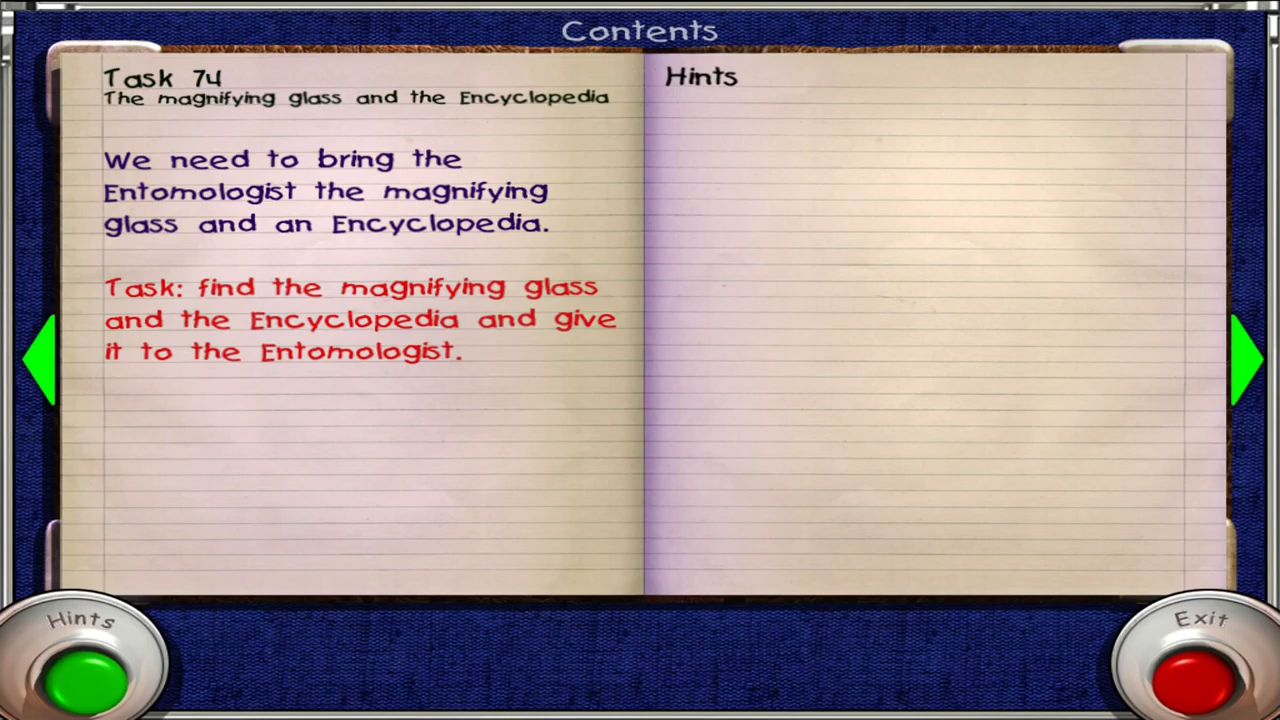 Contents
Task 74
The magnifying glass and the Encyclopedia
We need to bring the
Entomologist the magnifying
glass and an Encyclopedia.
Task: find the magnifying glass
and the Encyclopedia and give
it to the Entomologist.
Hints
Hints
Exit